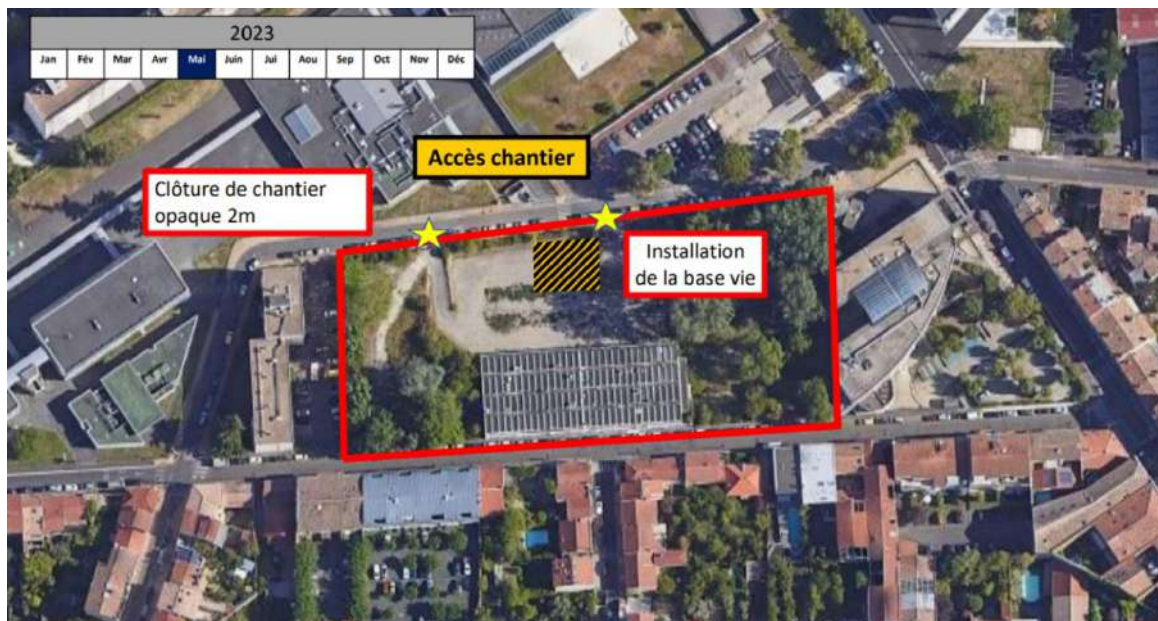 2023
Jan Fév Mar Avr Mai Juin Jui Aou Sep Oct Nov Déc
Accès chantier
Clôture de chantier
opaque 2m
Installation
de la base vie